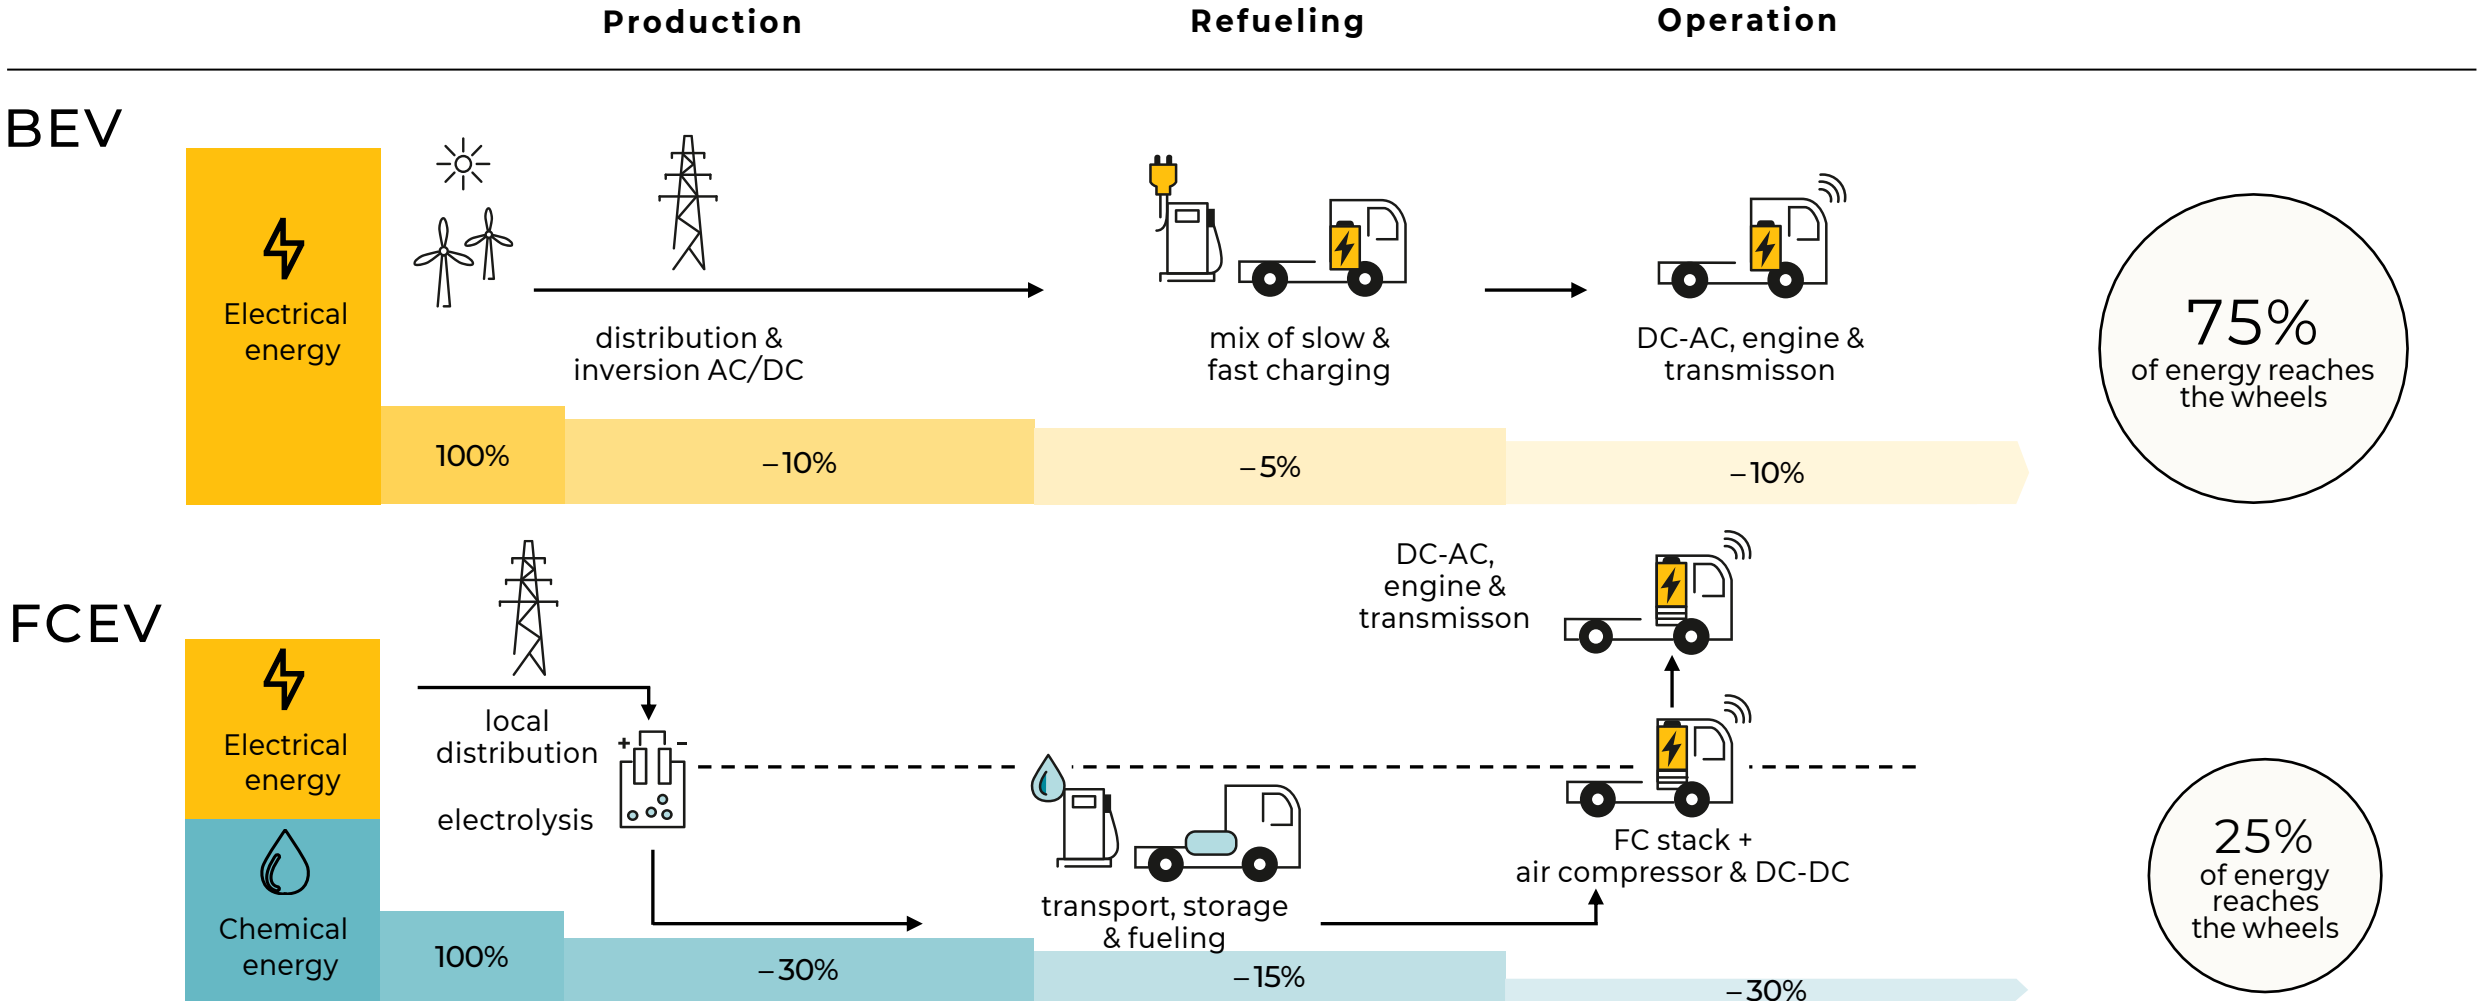 Production
Refueling
Operation
BEV
Electrical
energy
distribution &
inversion AC/DC
mix of slow &
fast charging
DC-AC, engine &
transmisson
75%
of energy reaches
the wheels
100%
–10%
–5%
–10%
FCEV
Electrical
energy
Chemical
energy
local
distribution
electrolysis
+ –
transport, storage
& fueling
DC-AC,
engine &
transmisson
FC stack +
air compressor & DC-DC
25%
of energy
reaches
the wheels
100%
–30%
–15%
–30%